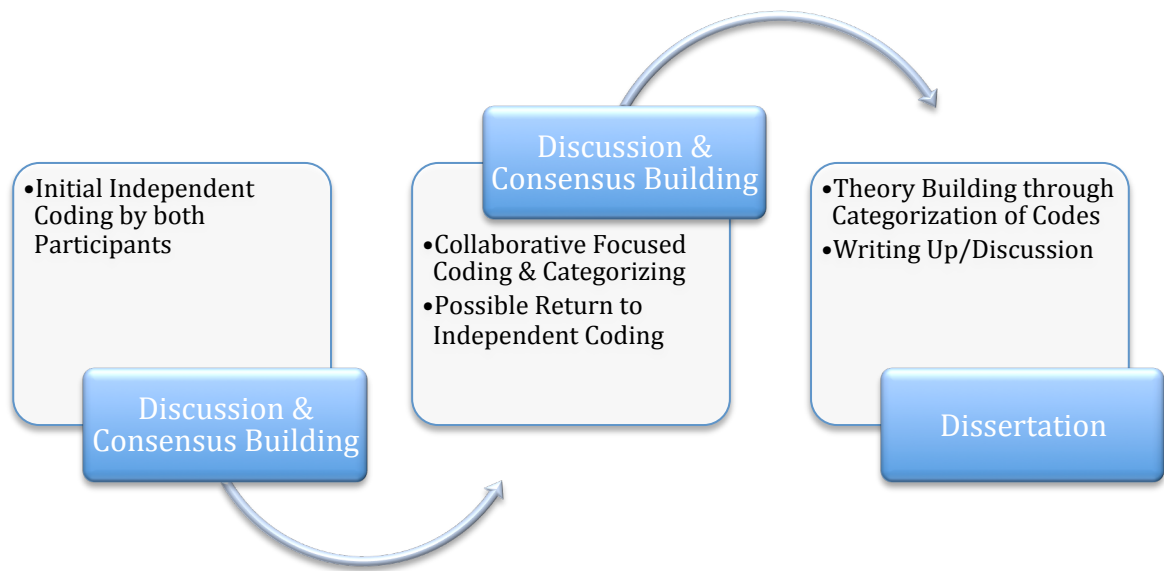 •Initial Independent
Coding by both
Participants
Discussion &
Consensus Building
Discussion &
Consensus Building
•Collaborative Focused
Coding & Categorizing
•Possible Return to
Independent Coding
•Theory Building through
Categorization of Codes
•Writing Up/Discussion
Dissertation